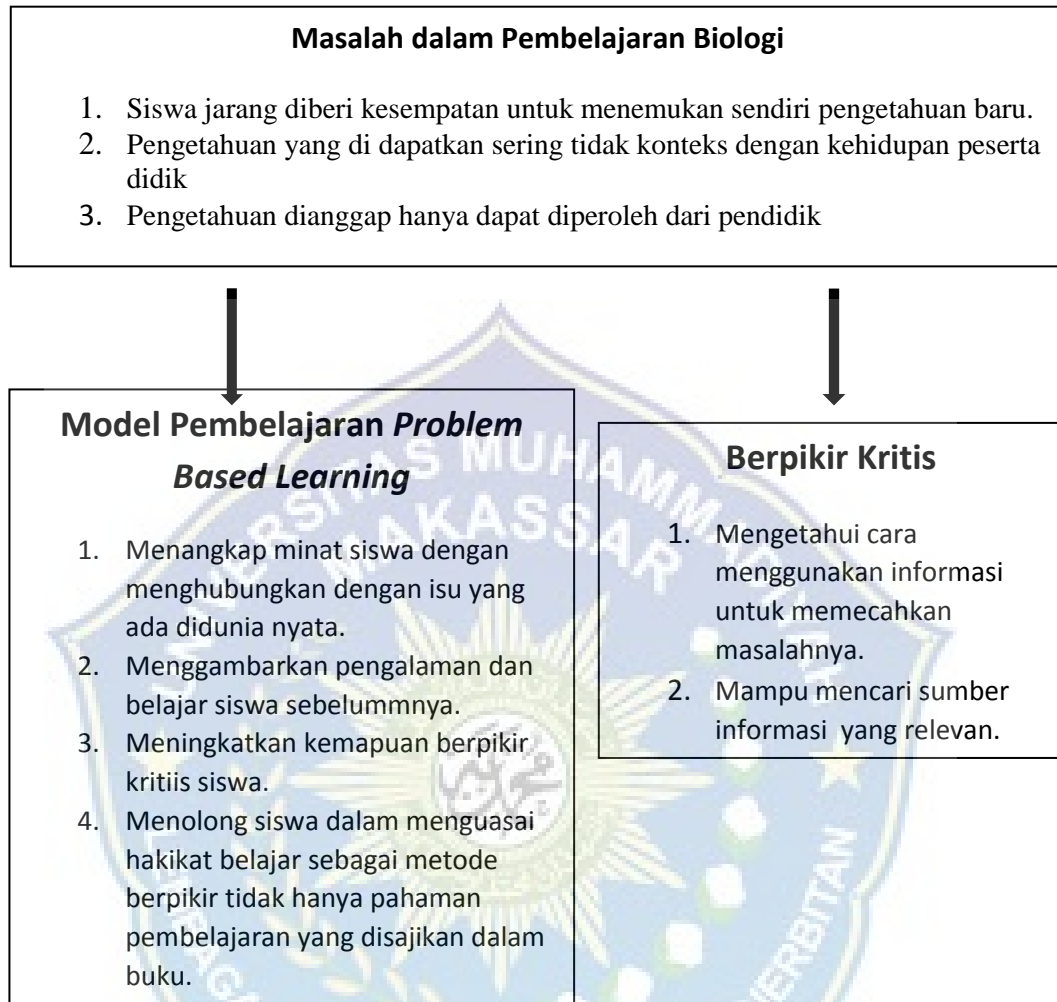 Masalah dalam Pembelajaran Biologi
1. Siswa jarang diberi kesempatan untuk menemukan sendiri pengetahuan baru.
2. Pengetahuan yang di dapatkan sering tidak konteks dengan kehidupan peserta
didik
3. Pengetahuan dianggap hanya dapat diperoleh dari pendidik
Model Pembelajaran Problem
Based Learning
1. Menangkap minat siswa dengan
menghubungkan dengan isu yang
ada didunia nyata.
2. Menggambarkan pengalaman dan
belajar siswa sebelummnya.
3. Meningkatkan kemapuan berpikir
kritiis siswa.
4. Menolong siswa dalam menguasai
hakikat belajar sebagai metode
berpikir tidak hanya pahaman
pembelajaran yang disajikan dalam
buku.
Berpikir Kritis
1. Mengetahui cara
menggunakan informasi
untuk memecahkan
masalahnya.
2. Mampu mencari sumber
informasi yang relevan.
UNIVERSITAS MUHAMMADIYAH
MAKASSAR